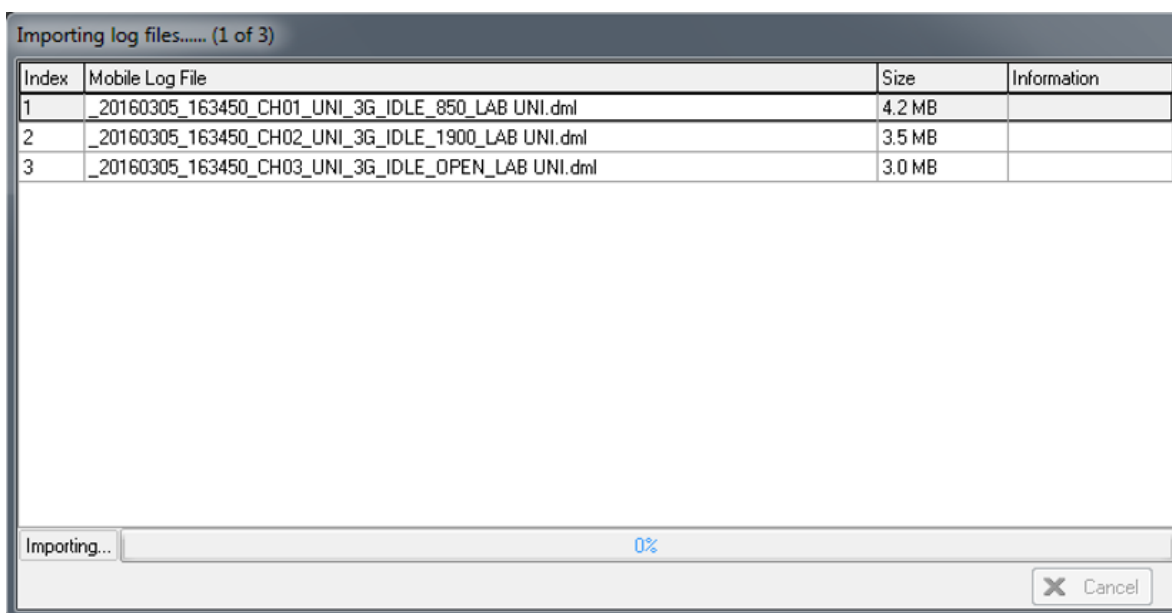 Importing log files...... (1 of 3)
Index Mobile Log File Size Information
1 _20160305_163450_CH01_UNI_3G_IDLE_850_LAB UNI.dml 4.2 MB
2 _20160305_163450_CH02_UNI_3G_IDLE_1900_LAB UNI.dml 3.5 MB
3 _20160305_163450_CH03_UNI_3G_IDLE_OPEN_LAB UNI.dml 3.0 MB
Importing... 0%
Cancel